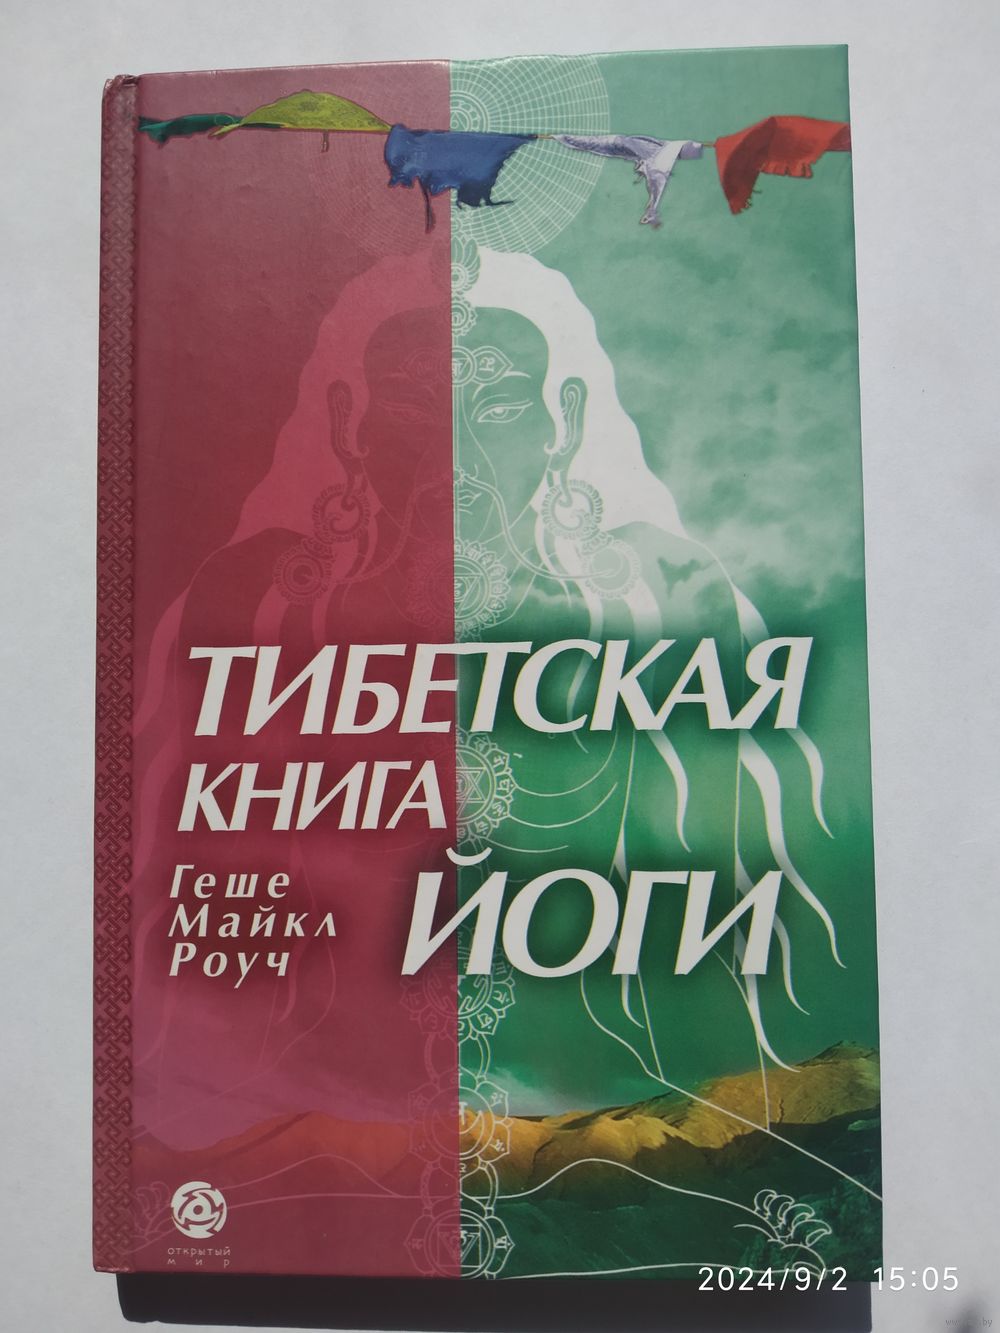 ТИБЕТСКАЯ
КНИГА
ЙОГИ
Геше
Майкл
Роуч
открытый
мир
2024/9/2 15:05